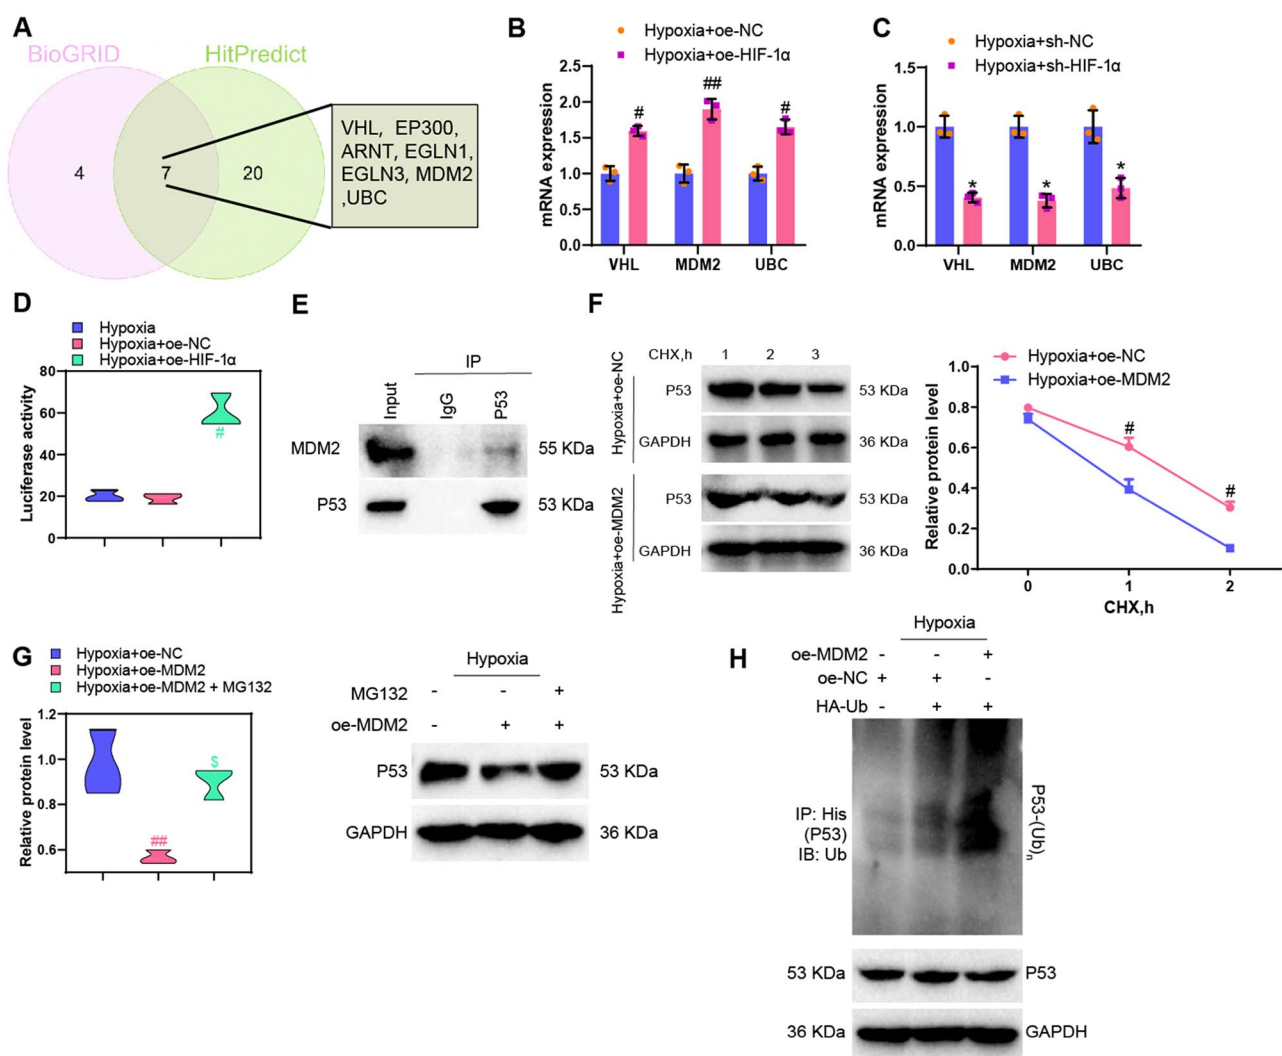 A
BioGRID
HitPredict
4
7
20
VHL, EP300,
ARNT, EGLN1,
EGLN3, MDM2
,UBC
B
Hypoxia+oe-NC
Hypoxia+oe-HIF-1α
mRNA expression
2.5
2.0
1.5
1.0
0.5
0.0
# ## #
VHL MDM2 UBC
C
Hypoxia+sh-NC
Hypoxia+sh-HIF-1α
mRNA expression
1.5
1.0
0.5
0.0
* * *
VHL MDM2 UBC
D
Hypoxia
Hypoxia+oe-NC
Hypoxia+oe-HIF-1α
Luciferase activity
80
60
40
20
0
#
E
IP
Input IgG P53
MDM2 55 KDa
P53 53 KDa
F
Hypoxia+oe-NC
CHX,h 1 2 3
P53 53 KDa
GAPDH 36 KDa
Hypoxia+oe-MDM2
P53 53 KDa
GAPDH 36 KDa
Hypoxia+oe-NC
Hypoxia+oe-MDM2
Relative protein level
1.0
0.8
0.6
0.4
0.2
0.0
# #
0 1 2
CHX,h
G
Hypoxia+oe-NC
Hypoxia+oe-MDM2
Hypoxia+oe-MDM2 + MG132
Relative protein level
1.2
1.0
0.8
0.6
## $
Hypoxia
MG132 - - +
oe-MDM2 - + +
P53 53 KDa
GAPDH 36 KDa
H
Hypoxia
oe-MDM2 - - +
oe-NC + + -
HA-Ub - + +
IP: His
(P53)
IB: Ub
P53-(Ub)n
53 KDa P53
36 KDa GAPDH